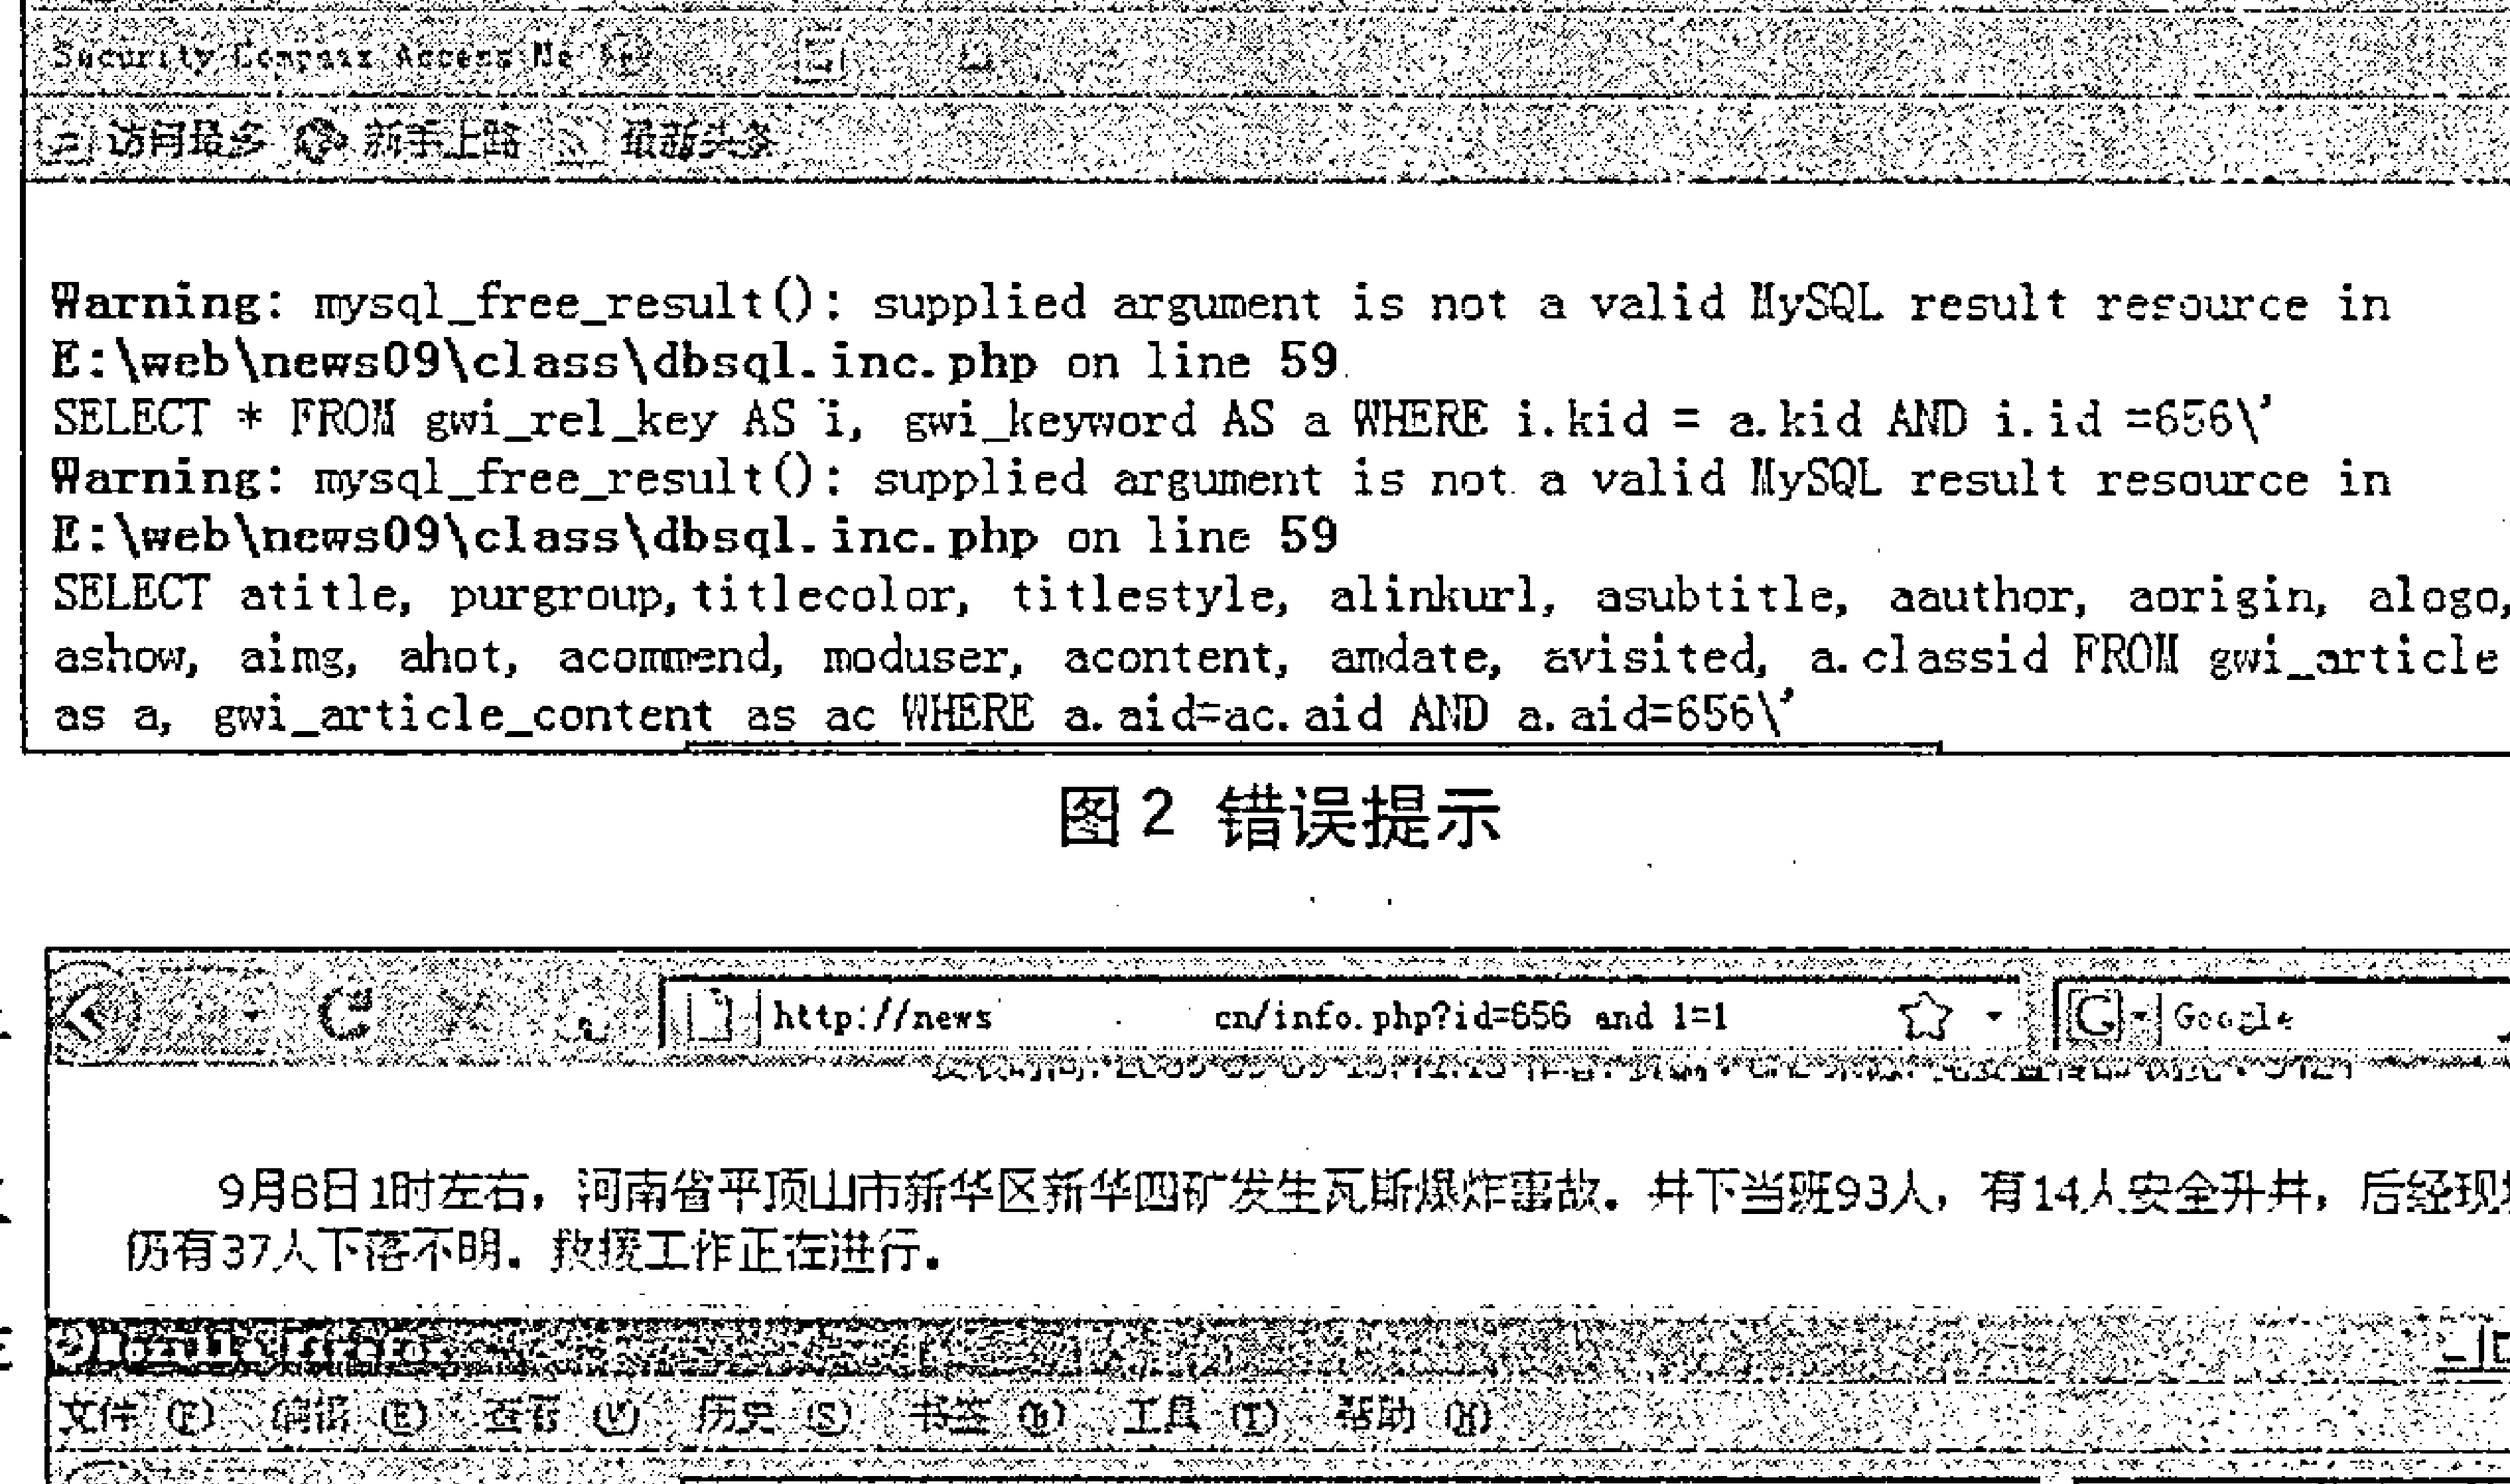 Security Compass Access Me
访问最多 新手上路 最新头条
Warning: mysql_free_result(): supplied argument is not a valid MySQL result resource in
E:\web\news09\class\dbsql.inc.php on line 59
SELECT * FROM gwi_rel_key AS i, gwi_keyword AS a WHERE i.kid = a.kid AND i.id =656\'
Warning: mysql_free_result(): supplied argument is not a valid MySQL result resource in
E:\web\news09\class\dbsql.inc.php on line 59
SELECT atitle, purgroup,titlecolor, titlestyle, alinkurl, asubtitle, aauthor, aorigin, alogo,
ashow, aimg, ahot, acommend, moduser, acontent, amdate, avisited, a.classid FROM gwi_article
as a, gwi_article_content as ac WHERE a.aid=ac.aid AND a.aid=656\'
图2 错误提示
http://news cn/info.php?id=656 and 1=1 Google
9月8日1时左右，河南省平顶山市新华区新华四矿发生瓦斯爆炸事故。井下当班93人，有14人安全升井，后经现
仍有37人下落不明。救援工作正在进行。
Mozilla Firefox
文件(F) 编辑(E) 查看(V) 历史(S) 书签(B) 工具(T) 帮助(H)